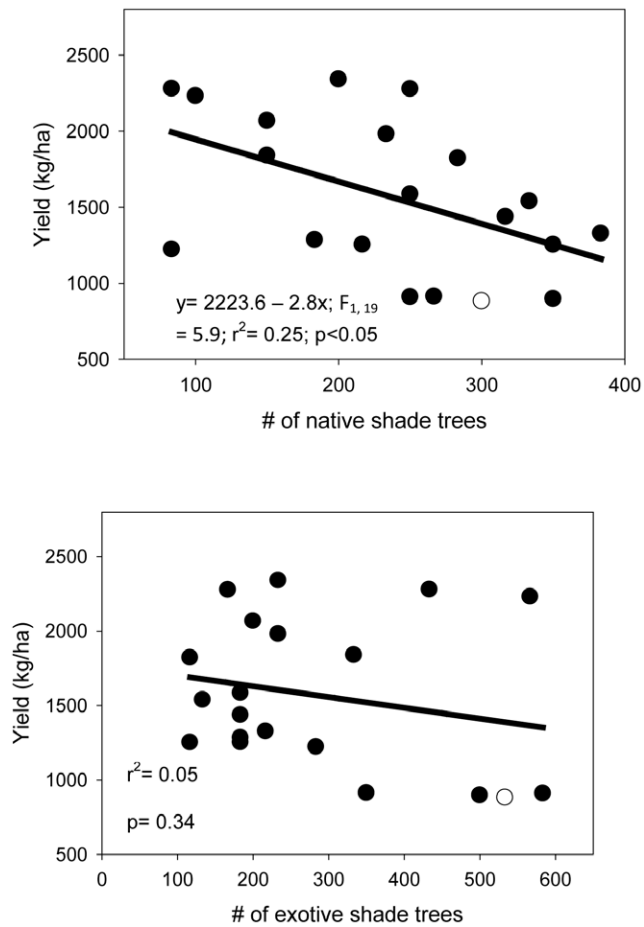 2500
2000
1500
1000
500
Yield (kg/ha)
y= 2223.6 – 2.8x; F1, 19
= 5.9; r2= 0.25; p<0.05
100 200 300 400
# of native shade trees
2500
2000
1500
1000
500
Yield (kg/ha)
r2= 0.05
p= 0.34
0 100 200 300 400 500 600
# of exotive shade trees